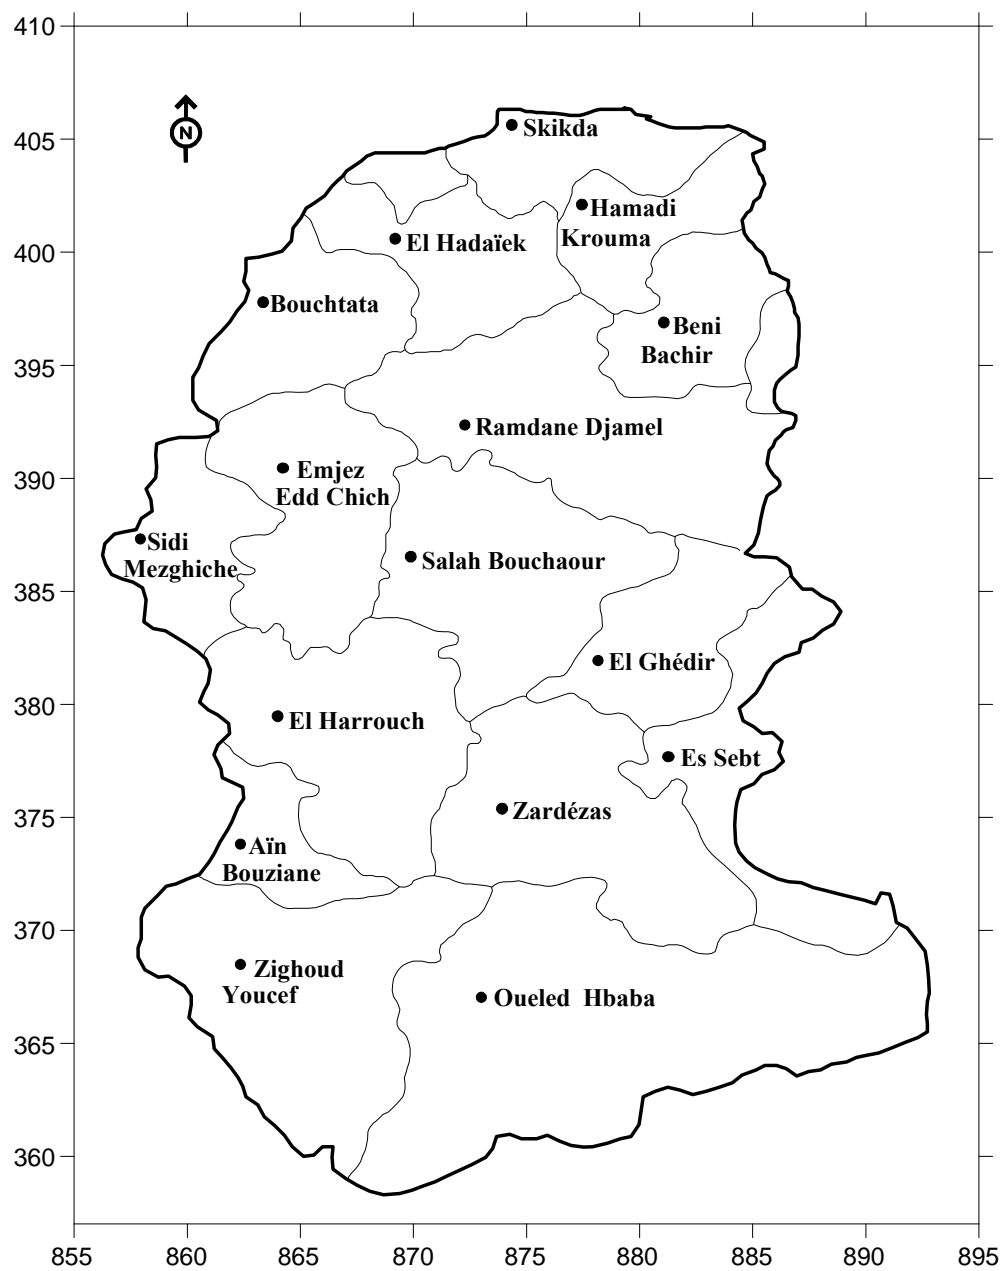 410
N
Skikda
405
Hamadi
Krouma
El Hadaïek
400
Bouchtata
Beni
Bachir
395
Ramdane Djamel
Emjez
Edd Chich
390
Sidi
Mezghiche
Salah Bouchaour
385
El Ghédir
380
El Harrouch
Es Sebt
Zardézas
375
Aïn
Bouziane
370
Zighoud
Youcef
Oueled Hbaba
365
360
855 860 865 870 875 880 885 890 895